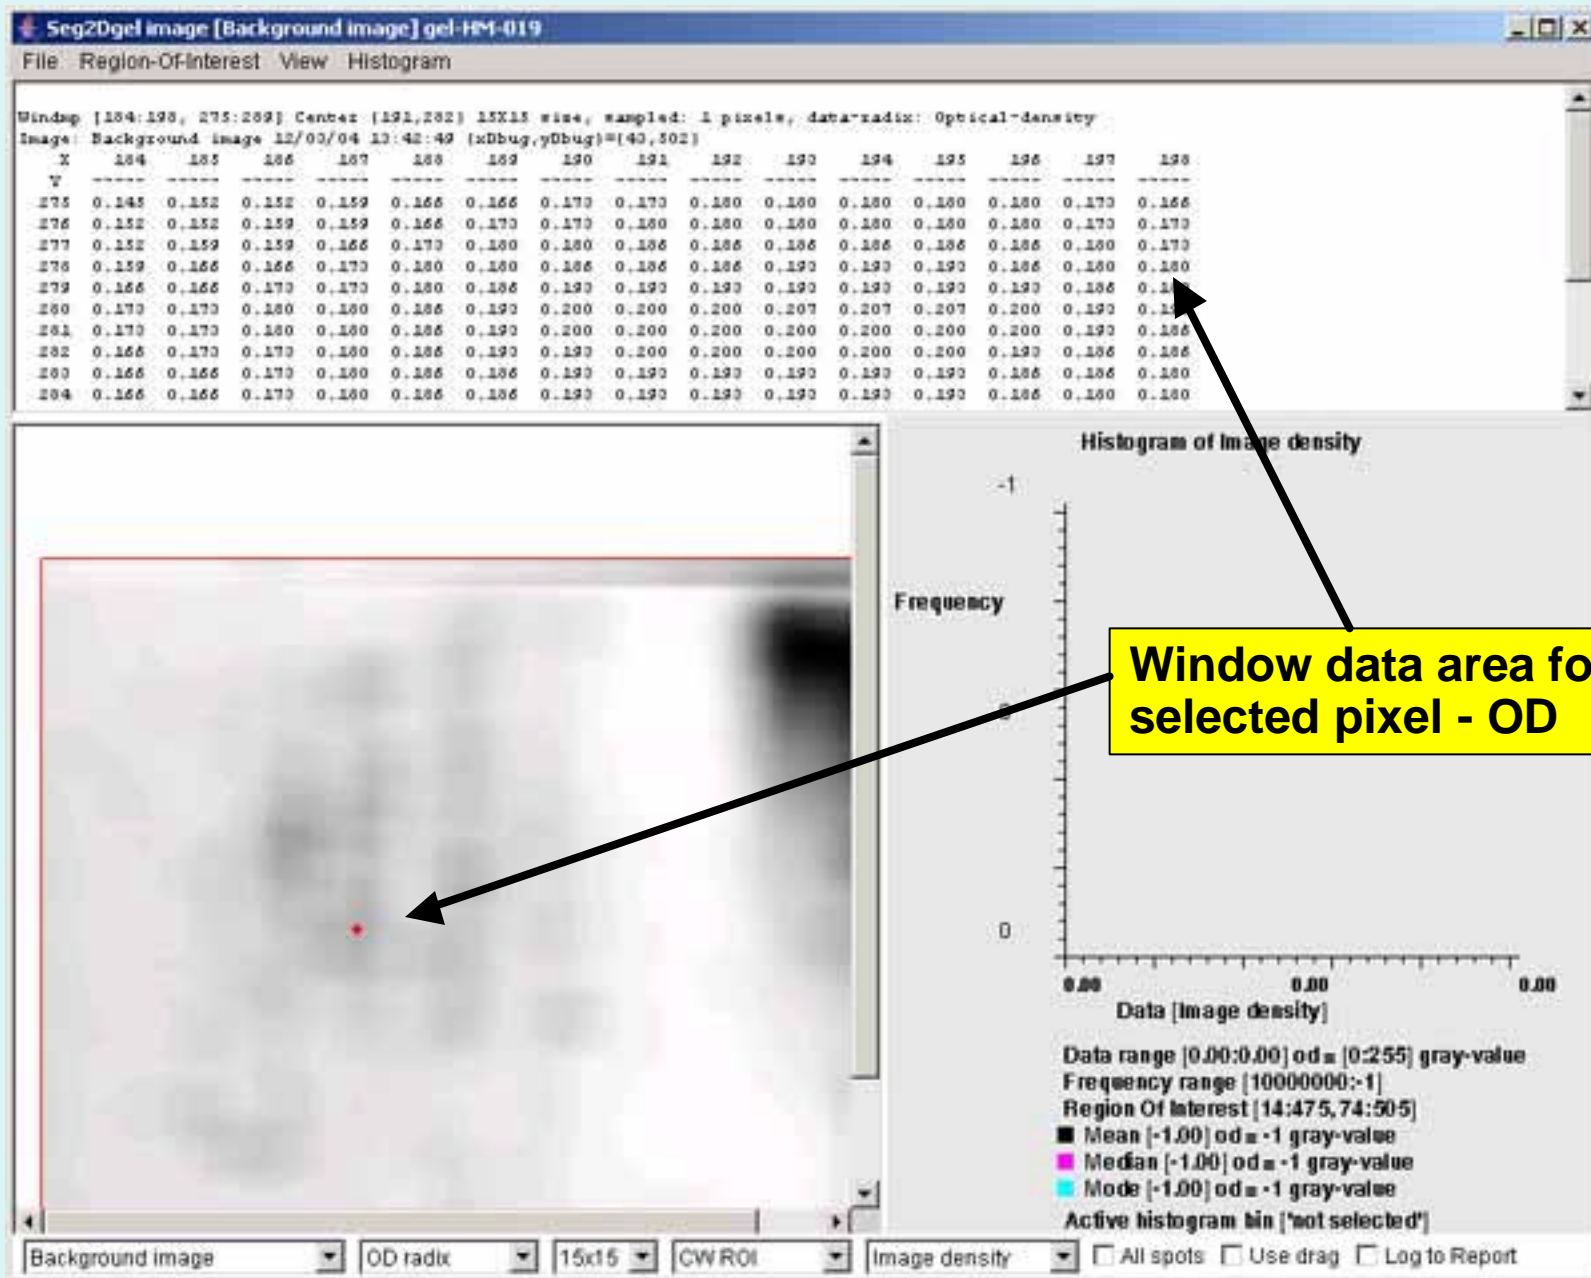 Seg2Dgel image [Background image] gel-HM-019
File Region-Of-Interest View Histogram
Windmp [184:198, 275:289] Center [191,282] 15X15 size, sampled: 1 pixels, data-radix: Optical-density
Image: Background image 12/03/04 13:42:49 (xDbug,yDbug)=[43,502]
X 184 185 186 187 188 189 190 191 192 193 194 195 196 197 198
Y ----- ----- ----- ----- ----- ----- ----- ----- ----- ----- ----- ----- ----- ----- -----
275 0.145 0.152 0.152 0.159 0.166 0.166 0.173 0.173 0.180 0.180 0.180 0.180 0.180 0.173 0.166
276 0.152 0.152 0.159 0.159 0.166 0.173 0.173 0.180 0.180 0.180 0.180 0.180 0.180 0.173 0.173
277 0.152 0.159 0.159 0.166 0.173 0.180 0.180 0.186 0.186 0.186 0.186 0.186 0.186 0.180 0.173
278 0.159 0.166 0.166 0.173 0.180 0.180 0.186 0.186 0.186 0.193 0.193 0.193 0.186 0.180 0.180
279 0.166 0.166 0.173 0.173 0.180 0.186 0.193 0.193 0.193 0.193 0.193 0.193 0.193 0.186
280 0.173 0.173 0.180 0.180 0.186 0.193 0.200 0.200 0.200 0.207 0.207 0.207 0.200 0.193
281 0.173 0.173 0.180 0.180 0.186 0.193 0.200 0.200 0.200 0.200 0.200 0.200 0.200 0.193 0.186
282 0.166 0.173 0.173 0.180 0.186 0.193 0.193 0.200 0.200 0.200 0.200 0.200 0.193 0.186 0.186
283 0.166 0.166 0.173 0.180 0.186 0.186 0.193 0.193 0.193 0.193 0.193 0.193 0.186 0.186 0.180
284 0.166 0.166 0.173 0.180 0.186 0.186 0.193 0.193 0.193 0.193 0.193 0.193 0.186 0.180 0.180
Histogram of Image density
-1
Frequency
Window data area fo
selected pixel - OD
0
0.00 0.00 0.00
Data [Image density]
Data range [0.00:0.00] od = [0:255] gray-value
Frequency range [10000000:-1]
Region Of Interest [14:475,74:505]
Mean [-1.00] od = -1 gray-value
Median [-1.00] od = -1 gray-value
Mode [-1.00] od = -1 gray-value
Active histogram bin ["not selected"]
Background image OD radix 15x15 CW ROI Image density All spots Use drag Log to Report